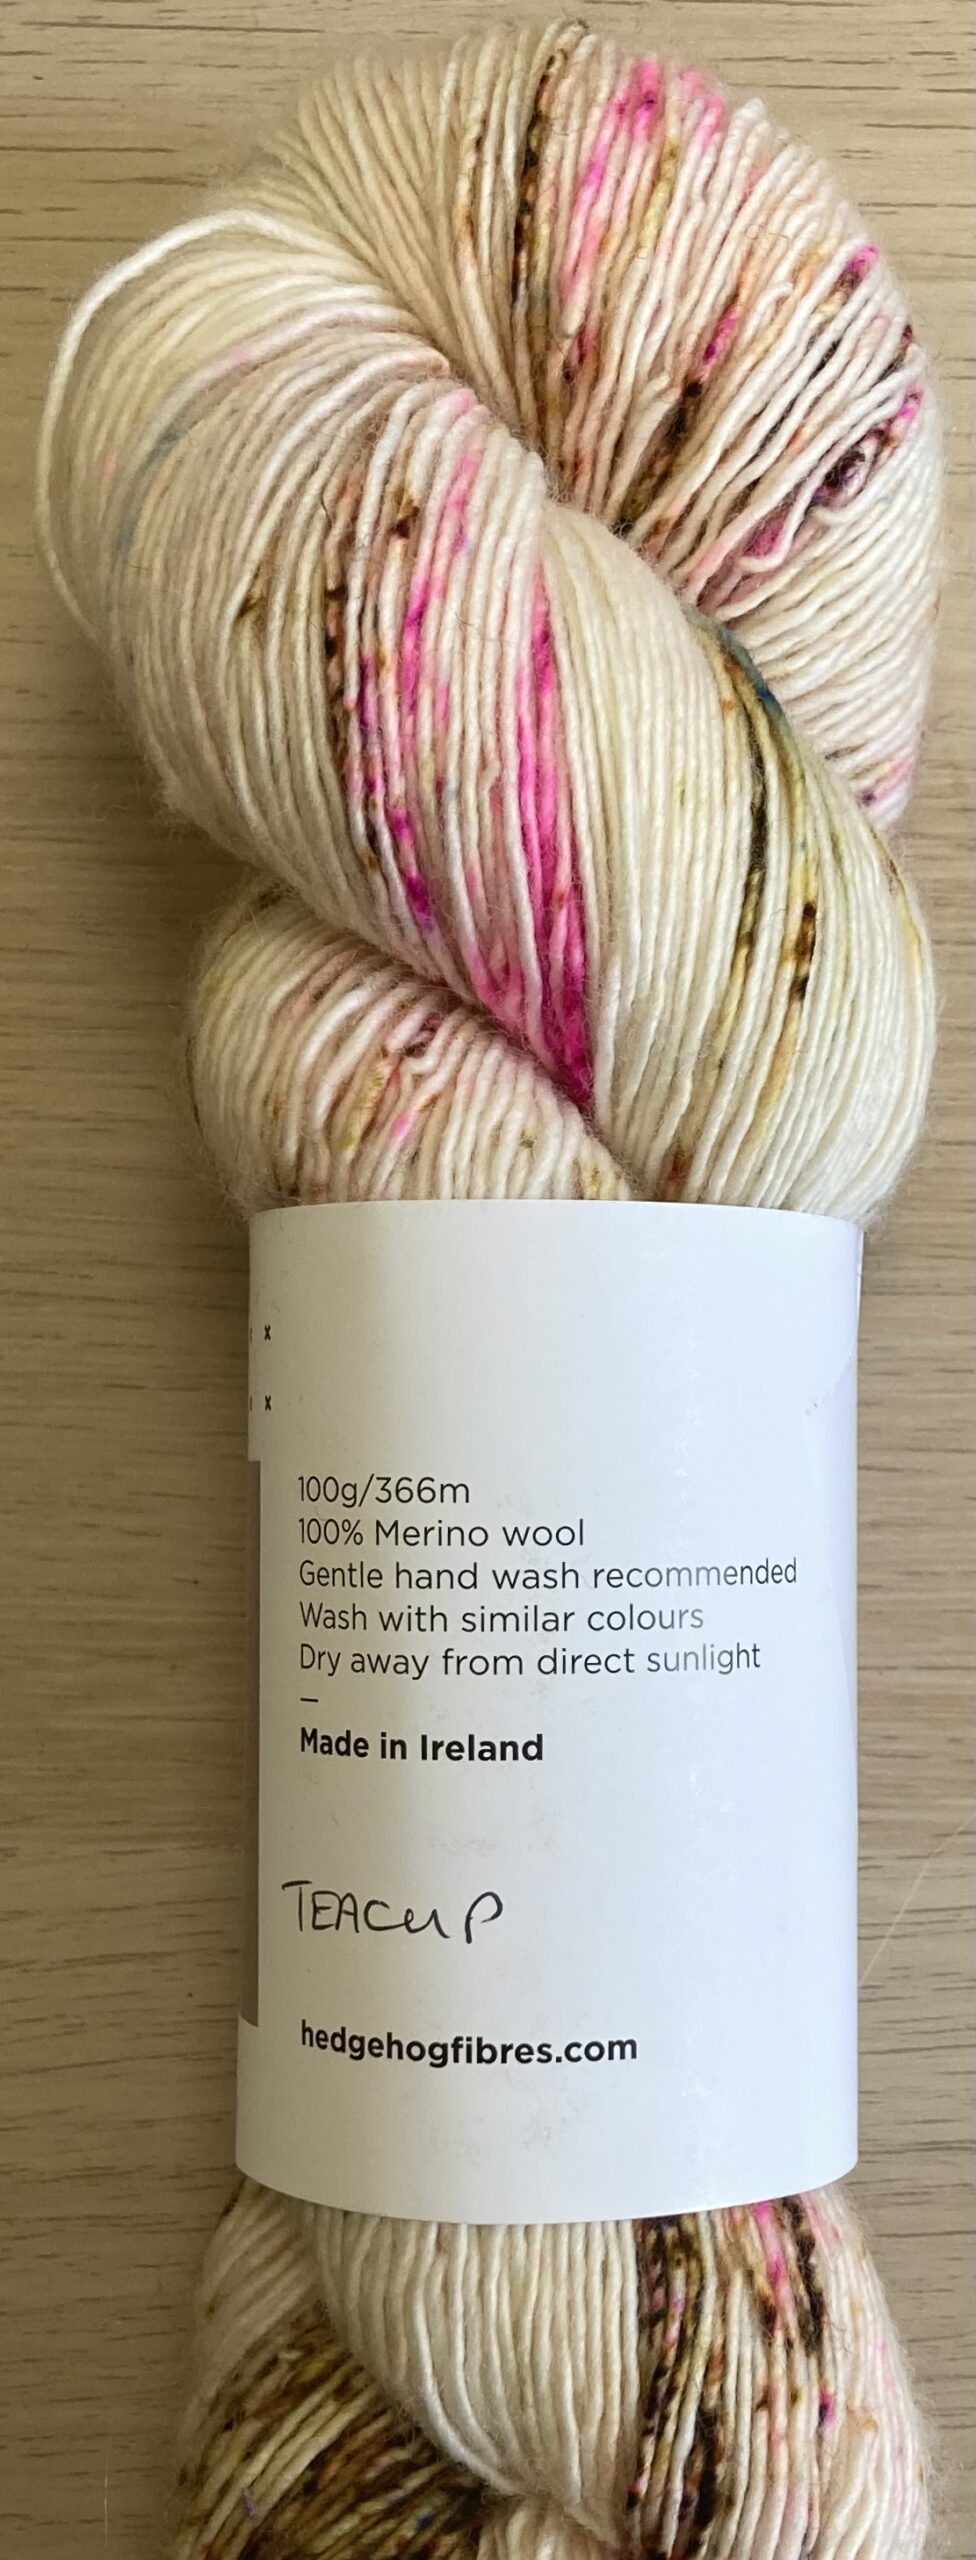 x
x
100g/366m
100% Merino wool
Gentle hand wash recommended
Wash with similar colours
Dry away from direct sunlight
–
Made in Ireland
TEACUP
hedgehogfibres.com